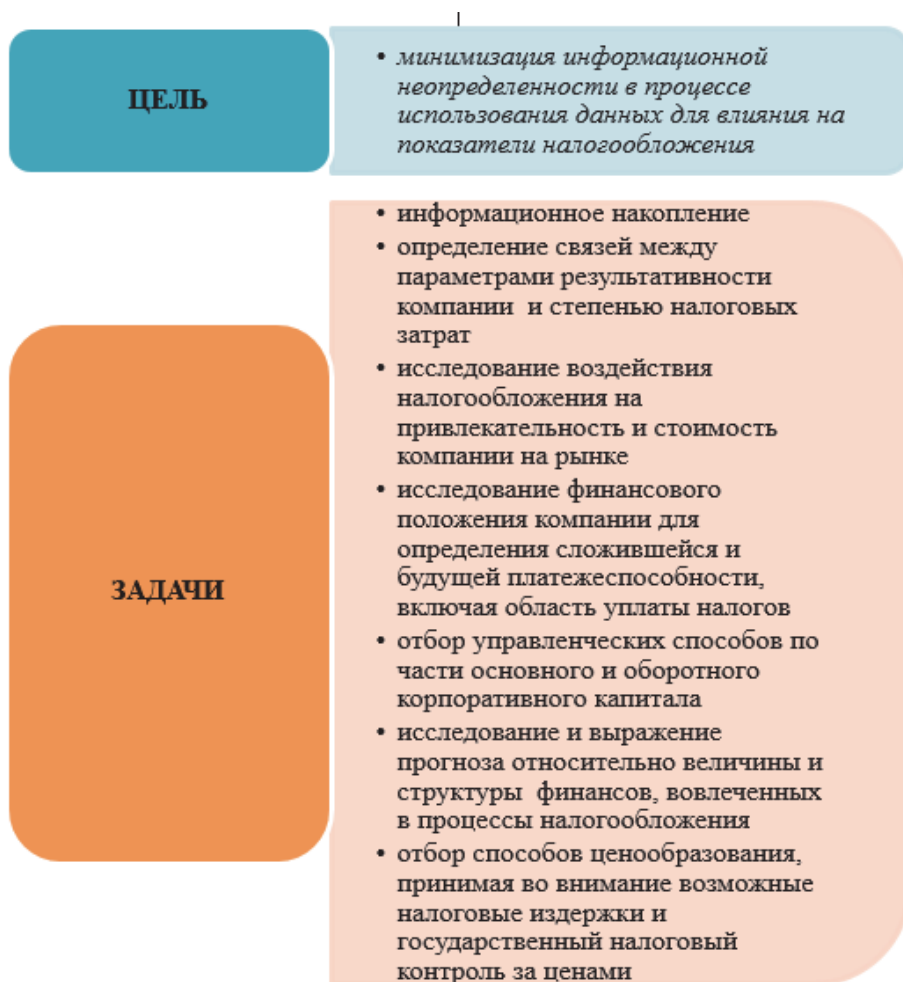 ЦЕЛЬ
• минимизация информационной
неопределенности в процессе
использования данных для влияния на
показатели налогообложения
ЗАДАЧИ
• информационное накопление
• определение связей между
параметрами результативности
компании и степенью налоговых
затрат
• исследование воздействия
налогообложения на
привлекательность и стоимость
компании на рынке
• исследование финансового
положения компании для
определения сложившейся и
будущей платежеспособности,
включая область уплаты налогов
• отбор управленческих способов по
части основного и оборотного
корпоративного капитала
• исследование и выражение
прогноза относительно величины и
структуры финансов, вовлеченных
в процессы налогообложения
• отбор способов ценообразования,
принимая во внимание возможные
налоговые издержки и
государственный налоговый
контроль за ценами